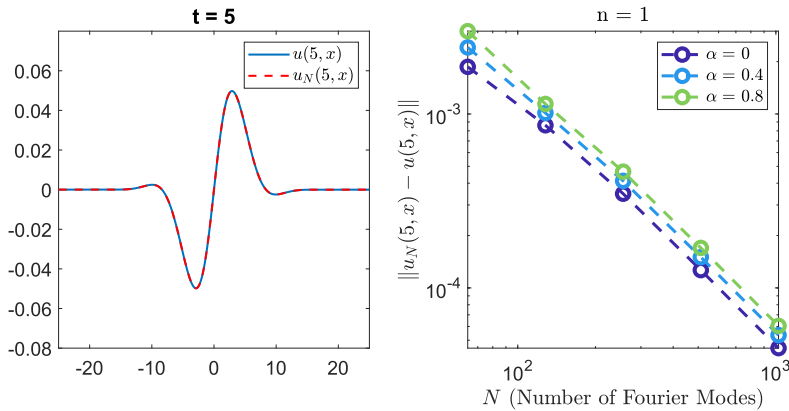 t = 5
u(5, x)
u_N(5, x)
0.06
0.04
0.02
0
-0.02
-0.04
-0.06
-0.08
-20
-10
0
10
20
n = 1
α = 0
α = 0.4
α = 0.8
||u_N(5, x) − u(5, x)||
10^-3
10^-4
10^2
10^3
N (Number of Fourier Modes)